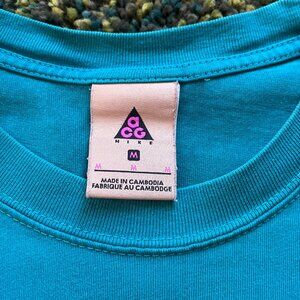 aCG
NIKE
M
M M M
MADE IN CAMBODIA
FABRIQUE AU CAMBODGE